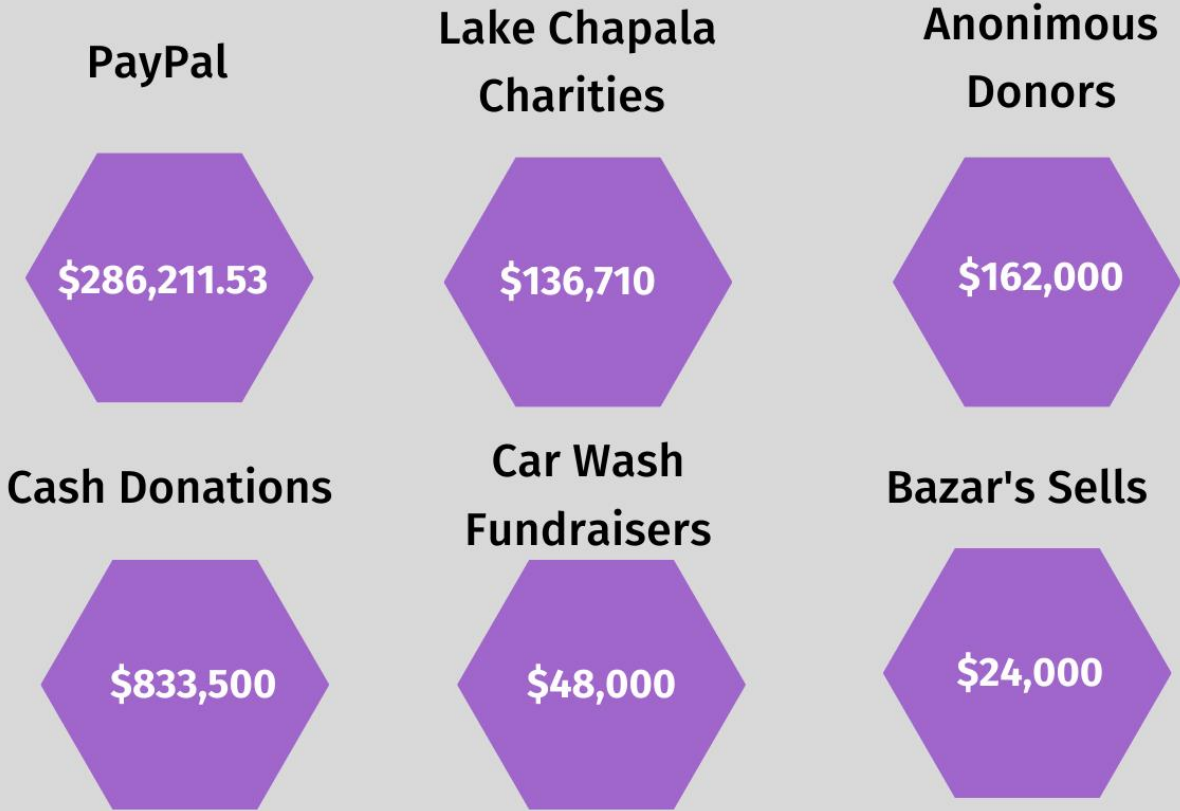 PayPal
$286,211.53
Lake Chapala
Charities
$136,710
Anonimous
Donors
$162,000
Cash Donations
$833,500
Car Wash
Fundraisers
$48,000
Bazar's Sells
$24,000